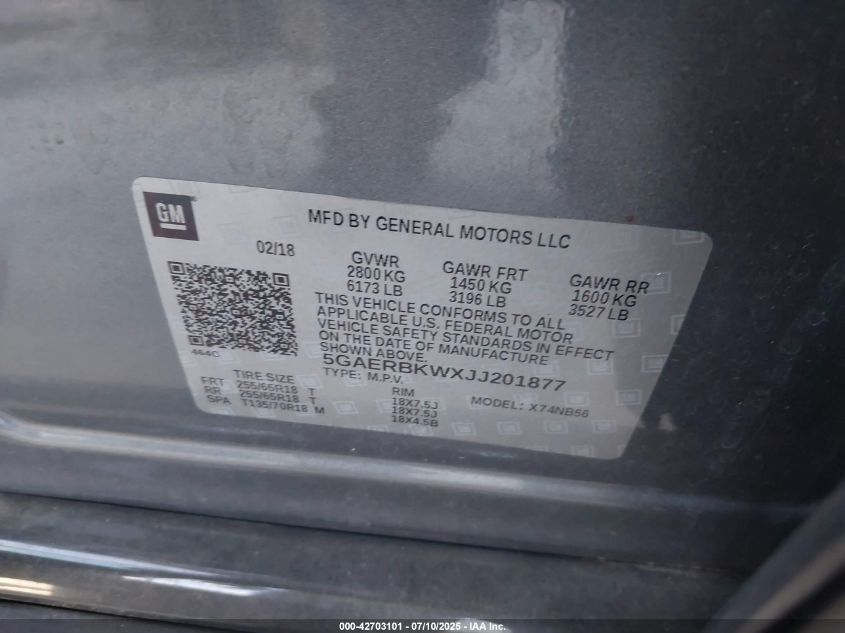 GM
MFD BY GENERAL MOTORS LLC
02/18
GVWR GAWR FRT GAWR RR
2800 KG 1450 KG 1600 KG
6173 LB 3196 LB 3527 LB
THIS VEHICLE CONFORMS TO ALL
APPLICABLE U.S. FEDERAL MOTOR
VEHICLE SAFETY STANDARDS IN EFFECT
ON THE DATE OF MANUFACTURE
SHOWN ABOVE.
464C
5GAERBKWXJJ201877
TYPE: M.P.V.
MODEL: X74NB56
TIRE SIZE RIM
FRT 255/65R18 T 18X7.5J
RR 255/65R18 T 18X7.5J
SPA T135/70R18 M 18X4.5B
000-42703101 - 07/10/2025 - IAA Inc.